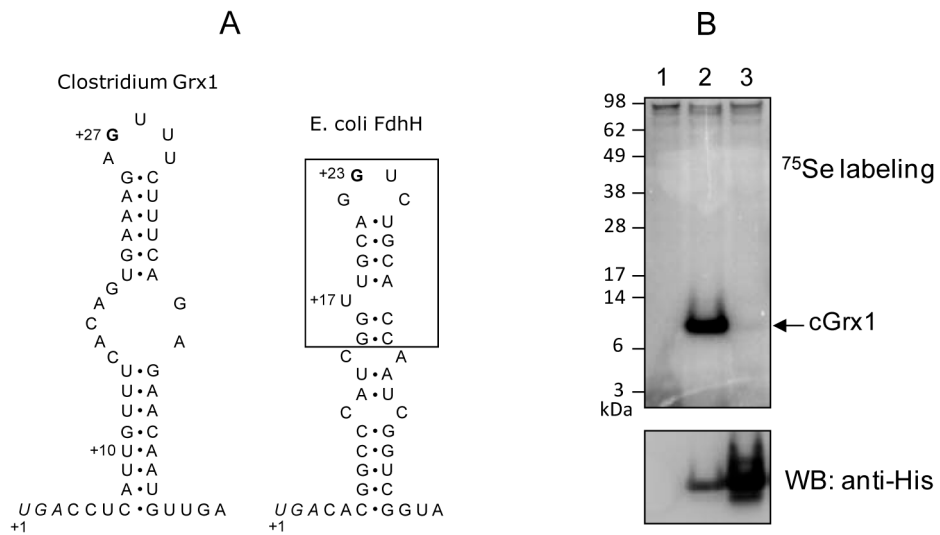 A
Clostridium Grx1
U
+27 G U
A U
G•C
A•U
A•U
A•U
G•C
U•A
G
A G
C
A A
C
U•G
U•A
U•A
G•C
+10 U•A
U•A
A•U
UGACCUC•GUUGA
+1
E. coli FdhH
+23 G U
G C
A•U
C•G
G•C
U•A
+17 U
G•C
G•C
C A
U•A
A•U
C C
C•G
C•G
G•U
G•C
UGACAC•GGUA
+1
B
1 2 3
98
62
49
38
28
17
14
6
3
kDa
75Se labeling
cGrx1
WB: anti-His